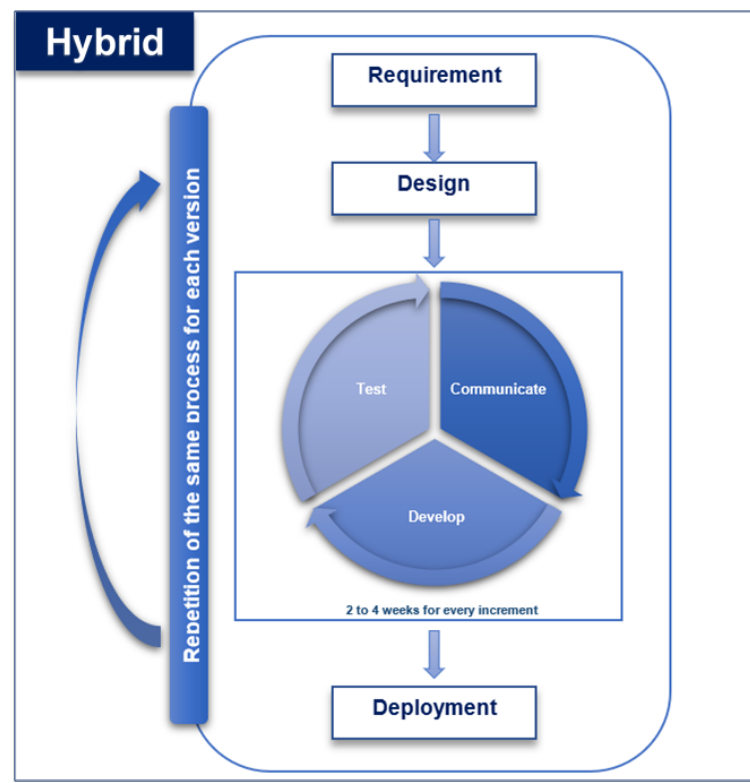 Hybrid
Requirement
Design
Repetition of the same process for each version
Test
Communicate
Develop
2 to 4 weeks for every increment
Deployment